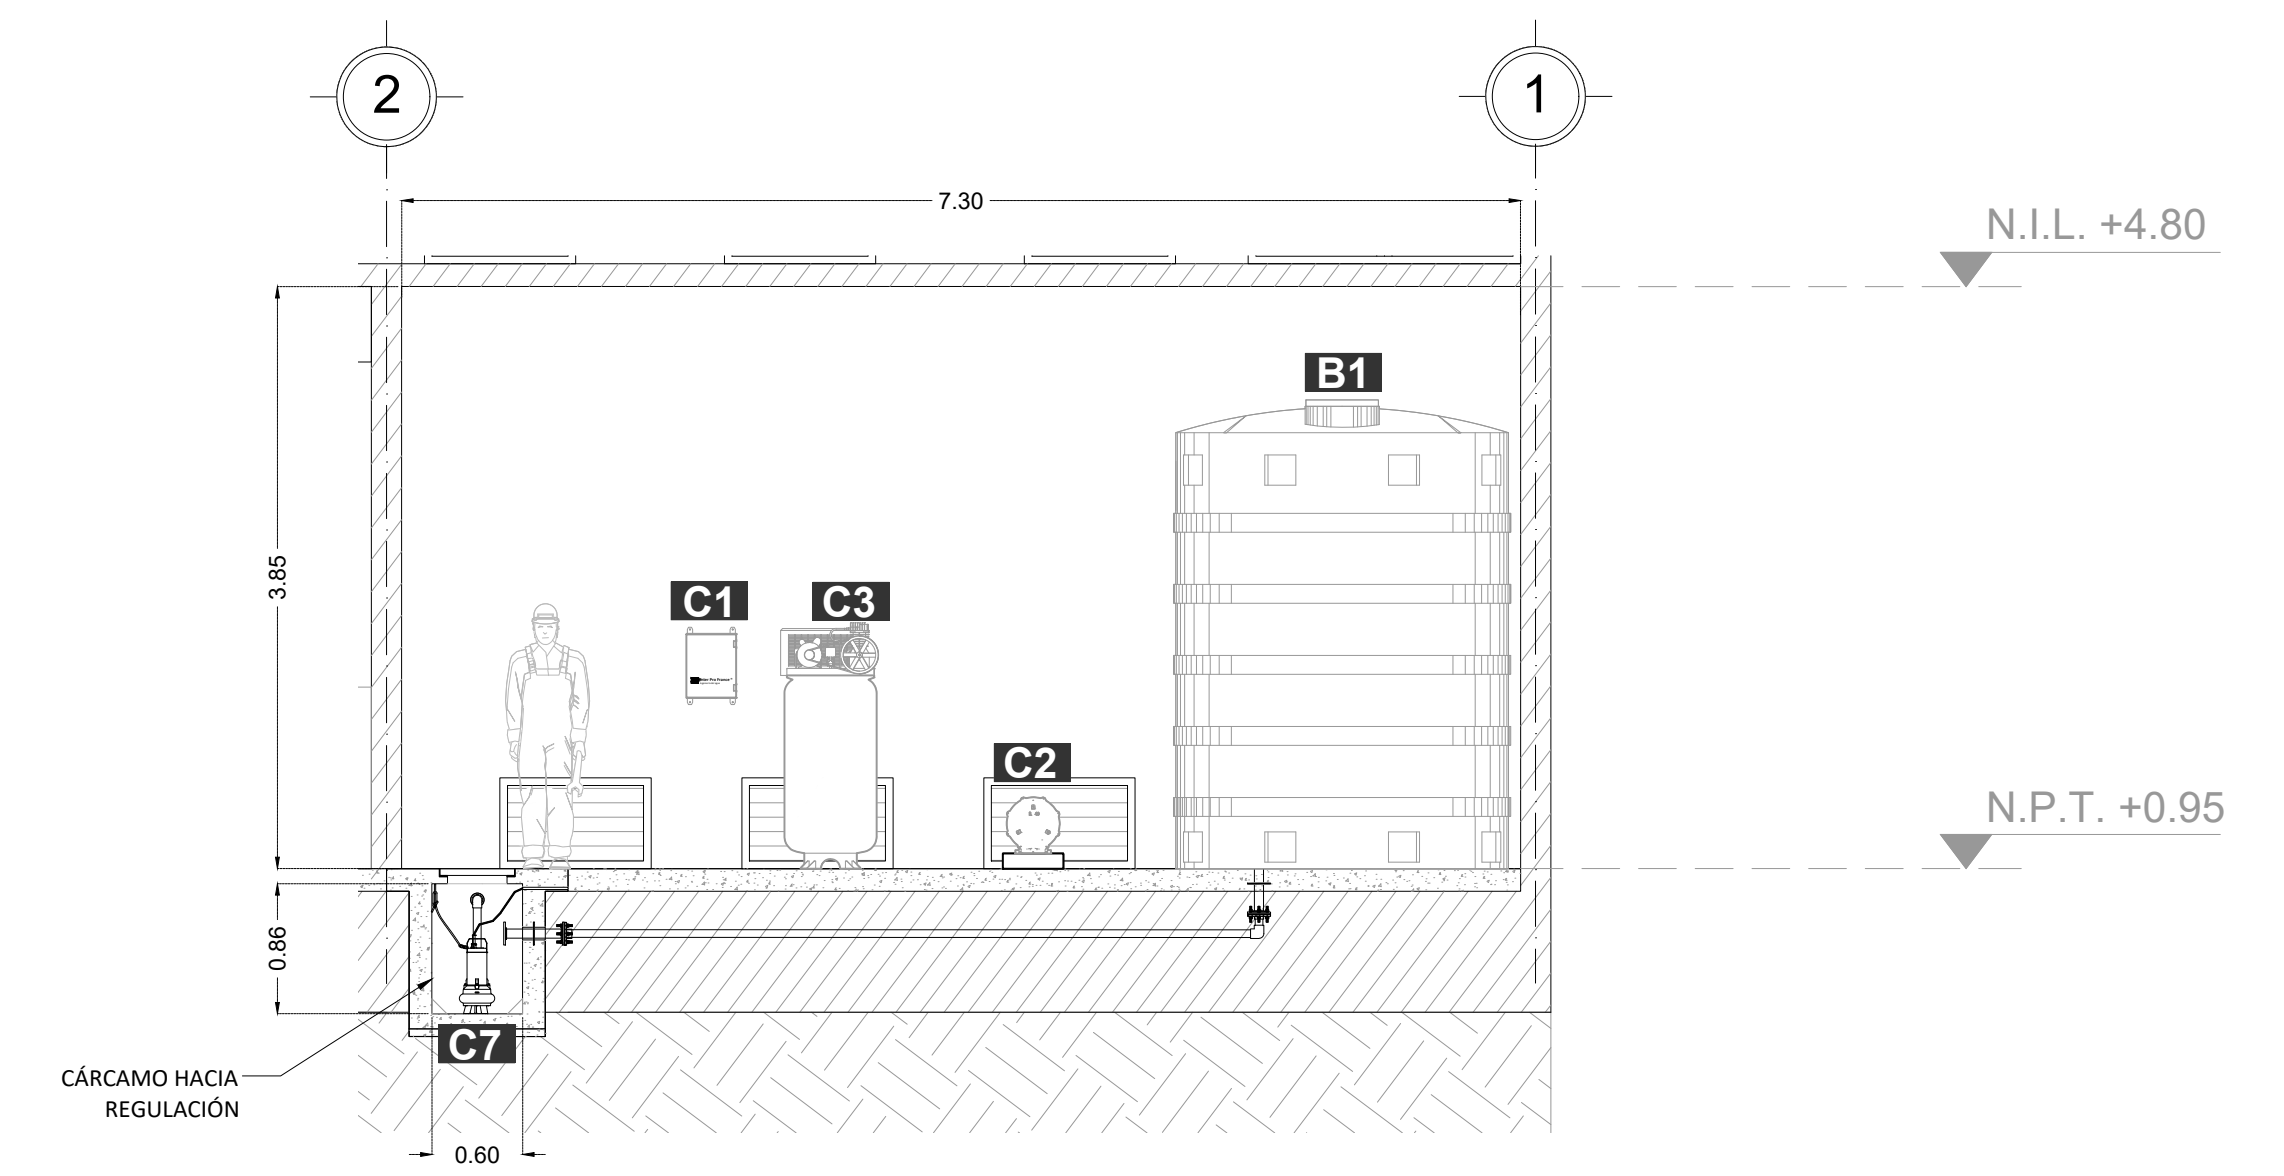 2
1
7.30
N.I.L. +4.80
B1
3.85
C1
C3
C2
N.P.T. +0.95
0.86
C7
CÁRCAMO HACIA
REGULACIÓN
0.60